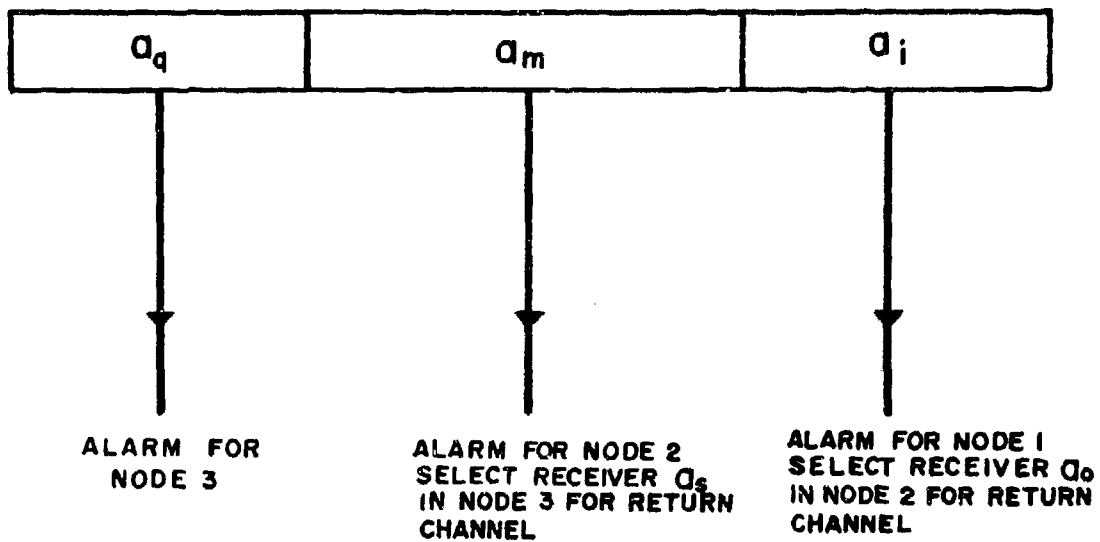 a_q a_m a_i
ALARM FOR
NODE 3
ALARM FOR NODE 2
SELECT RECEIVER a_s
IN NODE 3 FOR RETURN
CHANNEL
ALARM FOR NODE 1
SELECT RECEIVER a_o
IN NODE 2 FOR RETURN
CHANNEL